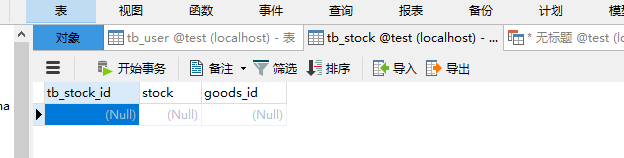 表 视图 函数 事件 查询 报表 备份 计划
对象 tb_user @test (localhost) - 表 tb_stock @test (localhost) - ... * 无标题 @test (
开始事务 备注 筛选 排序 导入 导出
na
tb_stock_id stock goods_id
(Null) (Null) (Null)